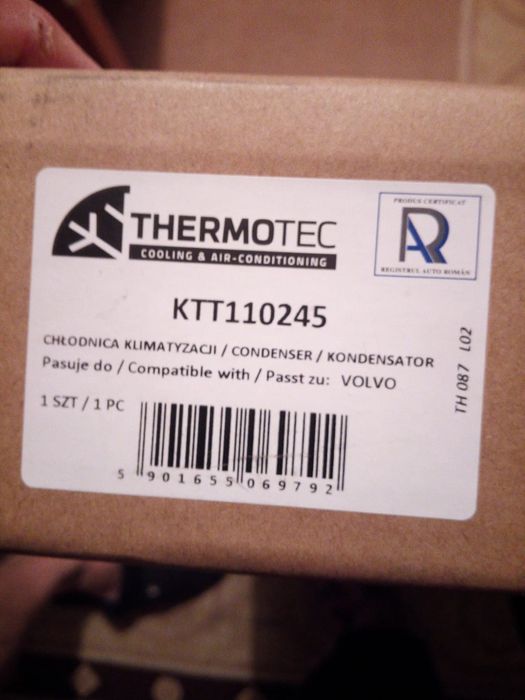 THERMOTEC
COOLING & AIR-CONDITIONING
PRODUS CERTIFICAT
AR
REGISTRUL AUTO ROMÂN
KTT110245
CHŁODNICA KLIMATYZACJI / CONDENSER / KONDENSATOR
Pasuje do / Compatible with / Passt zu: VOLVO
1 SZT / 1 PC
5 901655 069792
TH 087 L02